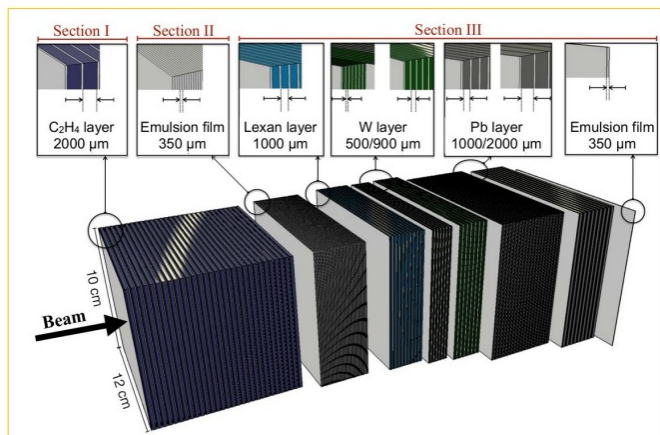 Section I
Section II
Section III
C₂H₄ layer
2000 μm
Emulsion film
350 μm
Lexan layer
1000 μm
W layer
500/900 μm
Pb layer
1000/2000 μm
Emulsion film
350 μm
10 cm
Beam
12 cm